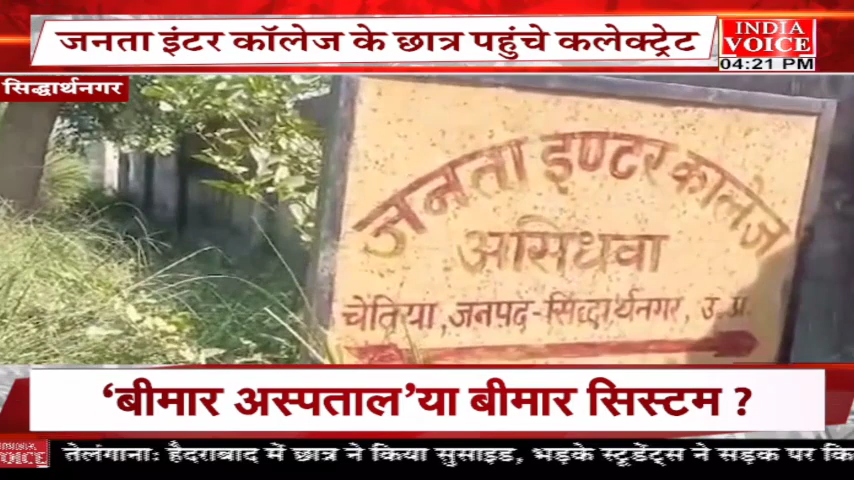 जनता इंटर कॉलेज के छात्र पहुंचे कलेक्ट्रेट
INDIA
VOICE
04:21 PM
सिद्धार्थनगर
जनता इण्टर कालेज
असिधवा
चेतिया, जनपद-सिद्धार्थनगर, उ.प्र.
‘बीमार अस्पताल’या बीमार सिस्टम ?
INDIA
VOICE
तेलंगाना: हैदराबाद में छात्र ने किया सुसाइड, भड़के स्टूडेंट्स ने सड़क पर कि